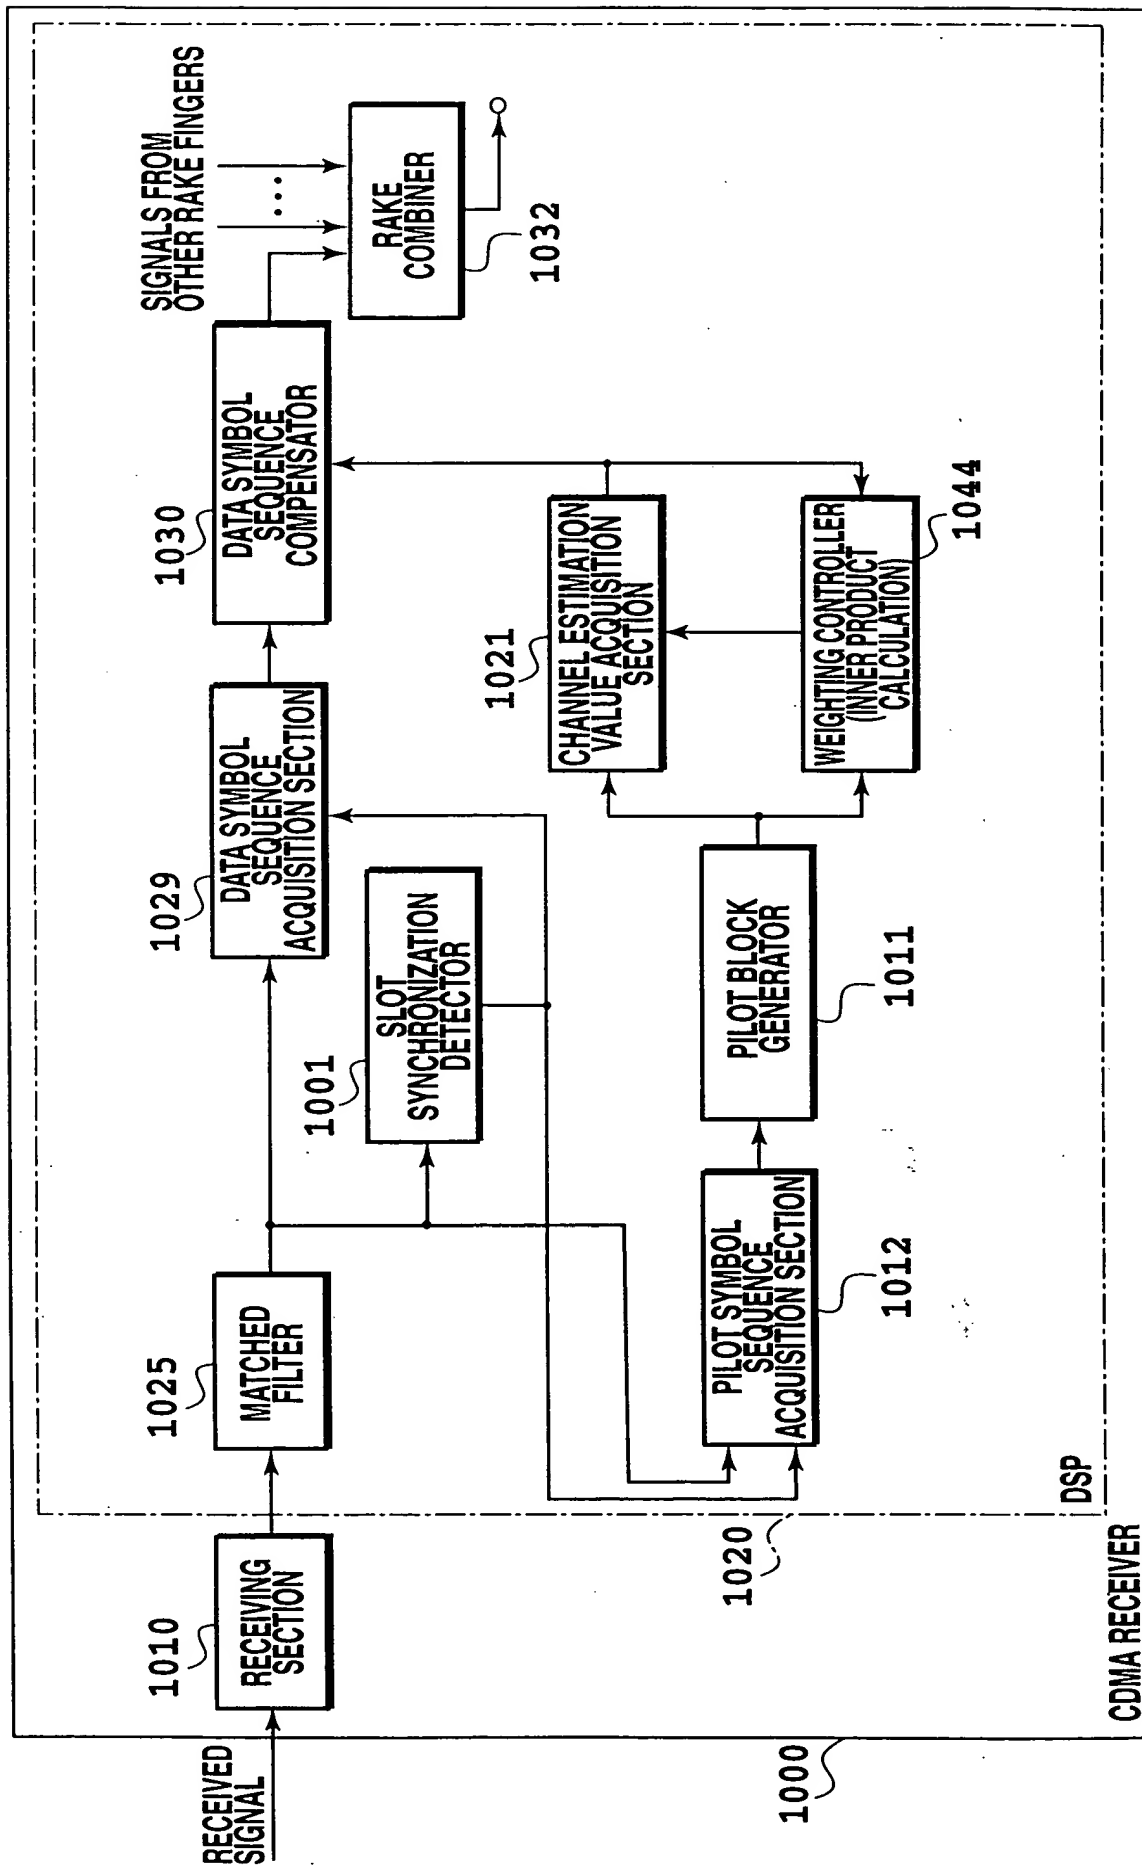 RECEIVED
SIGNAL
1010
RECEIVING
SECTION
1025
MATCHED
FILTER
1029
DATA SYMBOL
SEQUENCE
ACQUISITION SECTION
1030
DATA SYMBOL
SEQUENCE
COMPENSATOR
SIGNALS FROM
OTHER RAKE FINGERS
...
RAKE
COMBINER
1032
1001
SLOT
SYNCHRONIZATION
DETECTOR
PILOT SYMBOL
SEQUENCE
ACQUISITION SECTION
1012
PILOT BLOCK
GENERATOR
1011
1021
CHANNEL ESTIMATION
VALUE ACQUISITION
SECTION
WEIGHTING CONTROLLER
(INNER PRODUCT
CALCULATION)
1044
1020
DSP
1000
CDMA RECEIVER